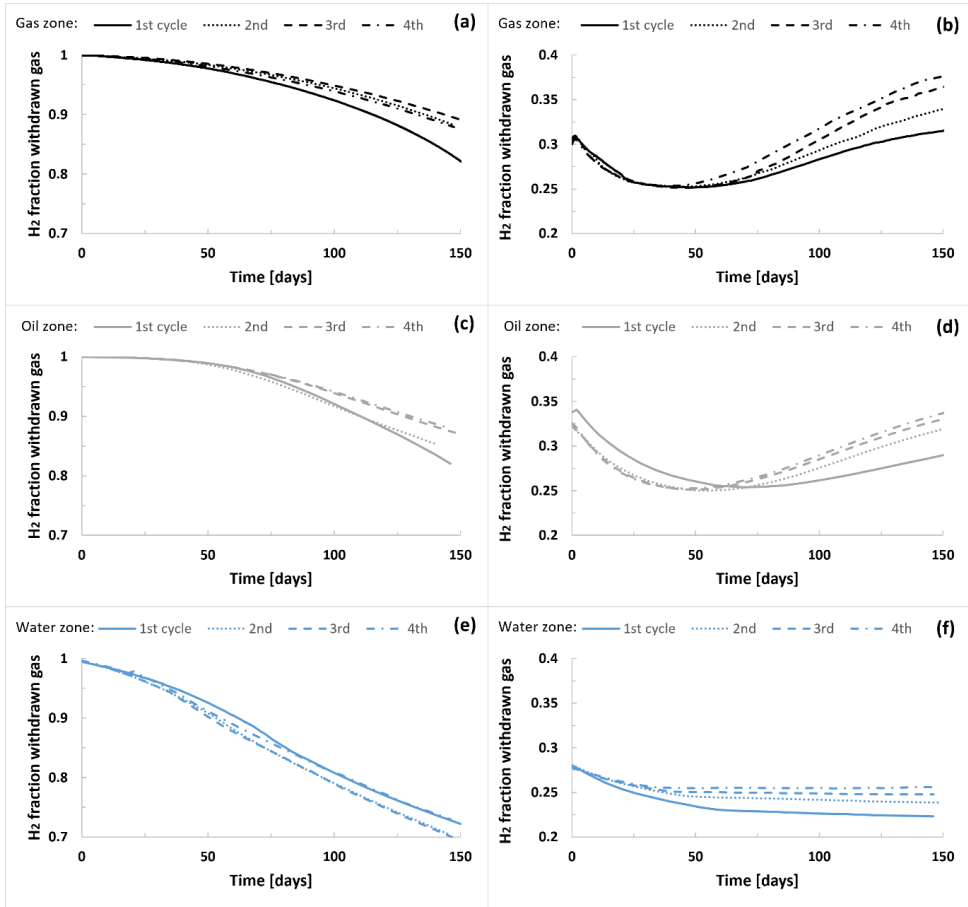 Gas zone: 1st cycle 2nd 3rd 4th (a)
H2 fraction withdrawn gas
1
0.9
0.8
0.7
0 50 100 150
Time [days]
Gas zone: 1st cycle 2nd 3rd 4th (b)
H2 fraction withdrawn gas
0.4
0.35
0.3
0.25
0.2
0 50 100 150
Time [days]
Oil zone: 1st cycle 2nd 3rd 4th (c)
H2 fraction withdrawn gas
1
0.9
0.8
0.7
0 50 100 150
Time [days]
Oil zone: 1st cycle 2nd 3rd 4th (d)
H2 fraction withdrawn gas
0.4
0.35
0.3
0.25
0.2
0 50 100 150
Time [days]
Water zone: 1st cycle 2nd 3rd 4th (e)
H2 fraction withdrawn gas
1
0.9
0.8
0.7
0 50 100 150
Time [days]
Water zone: 1st cycle 2nd 3rd 4th (f)
H2 fraction withdrawn gas
0.4
0.35
0.3
0.25
0.2
0 50 100 150
Time [days]